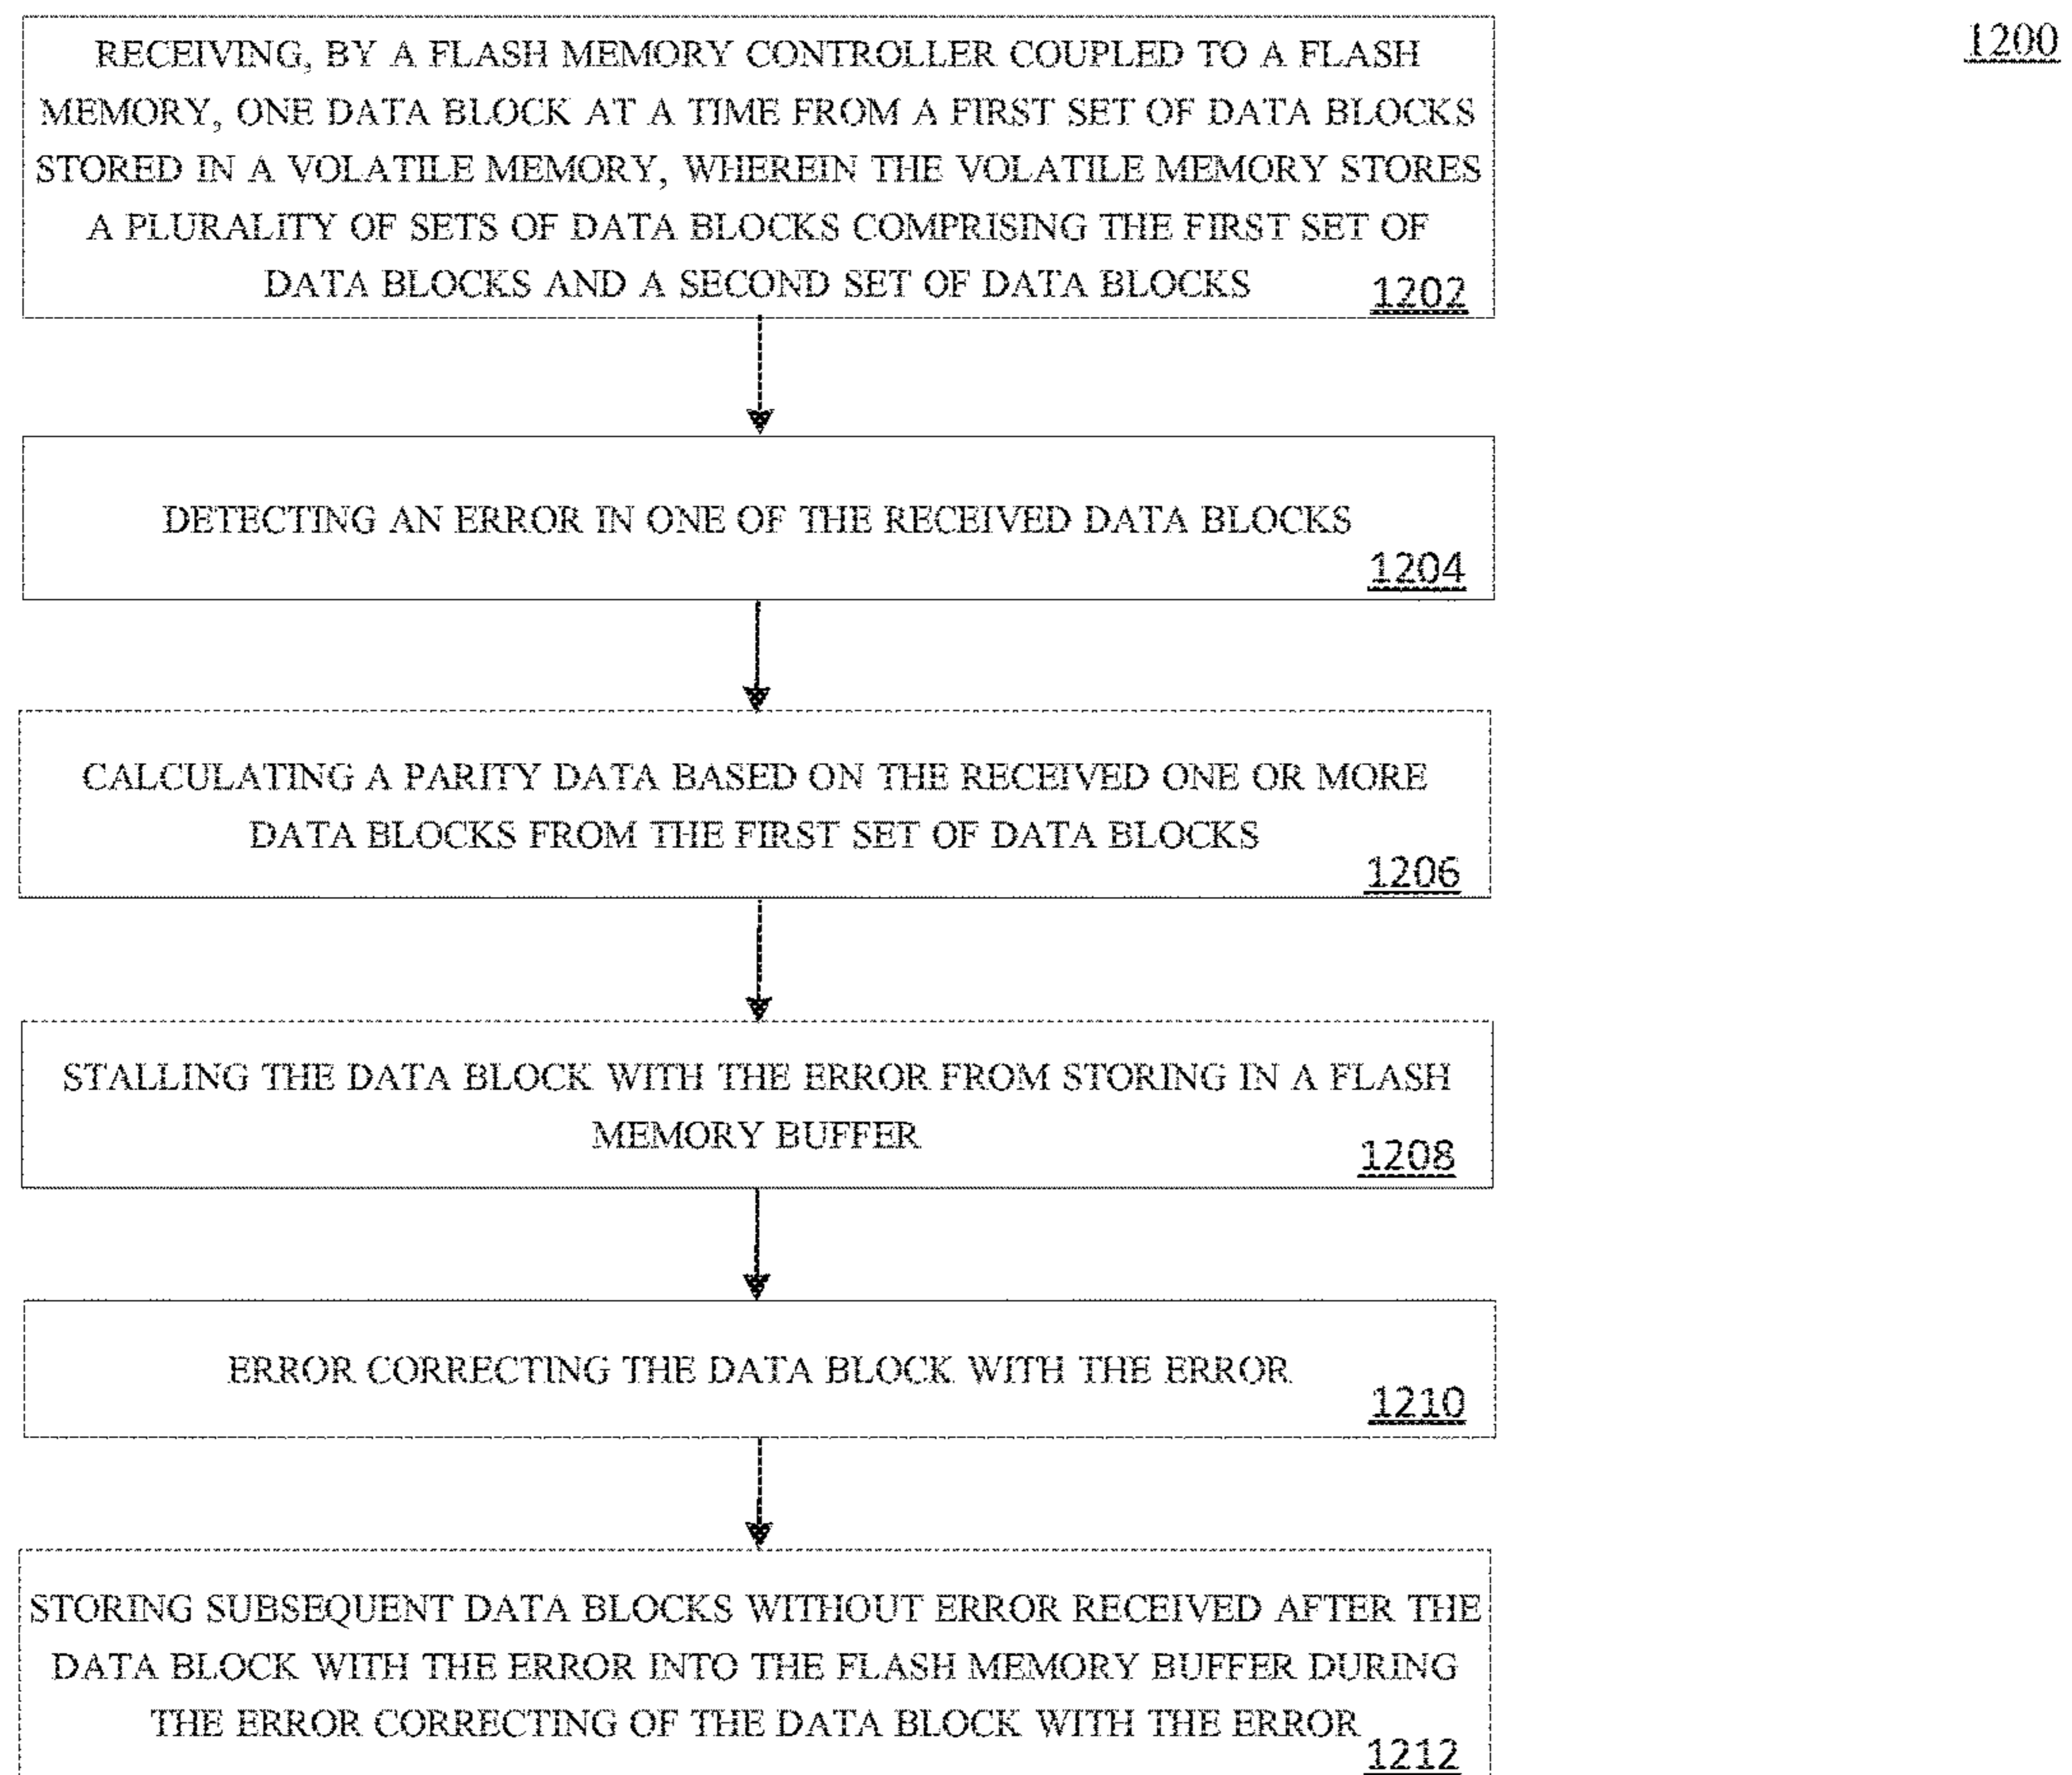 1200
RECEIVING, BY A FLASH MEMORY CONTROLLER COUPLED TO A FLASH
MEMORY, ONE DATA BLOCK AT A TIME FROM A FIRST SET OF DATA BLOCKS
STORED IN A VOLATILE MEMORY, WHEREIN THE VOLATILE MEMORY STORES
A PLURALITY OF SETS OF DATA BLOCKS COMPRISING THE FIRST SET OF
DATA BLOCKS AND A SECOND SET OF DATA BLOCKS
1202
DETECTING AN ERROR IN ONE OF THE RECEIVED DATA BLOCKS
1204
CALCULATING A PARITY DATA BASED ON THE RECEIVED ONE OR MORE
DATA BLOCKS FROM THE FIRST SET OF DATA BLOCKS
1206
STALLING THE DATA BLOCK WITH THE ERROR FROM STORING IN A FLASH
MEMORY BUFFER
1208
ERROR CORRECTING THE DATA BLOCK WITH THE ERROR
1210
STORING SUBSEQUENT DATA BLOCKS WITHOUT ERROR RECEIVED AFTER THE
DATA BLOCK WITH THE ERROR INTO THE FLASH MEMORY BUFFER DURING
THE ERROR CORRECTING OF THE DATA BLOCK WITH THE ERROR
1212